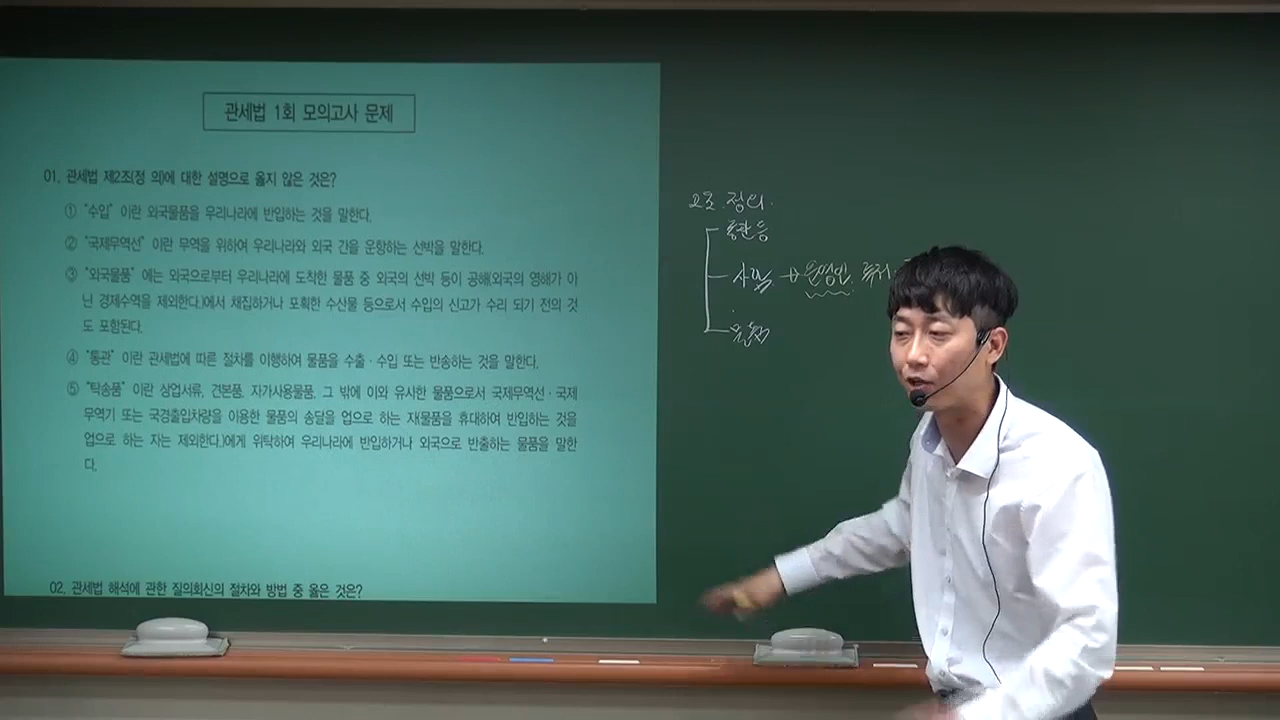 관세법 1회 모의고사 문제
01. 관세법 제2조(정 의)에 대한 설명으로 옳지 않은 것은?
① "수입" 이란 외국물품을 우리나라에 반입하는 것을 말한다.
② "국제무역선" 이란 무역을 위하여 우리나라와 외국 간을 운항하는 선박을 말한다.
③ "외국물품" 에는 외국으로부터 우리나라에 도착한 물품 중 외국의 선박 등이 공해(외국의 영해가 아
닌 경제수역을 제외한다.)에서 채집하거나 포획한 수산물 등으로서 수입의 신고가 수리 되기 전의 것
도 포함된다.
④ "통관" 이란 관세법에 따른 절차를 이행하여 물품을 수출 · 수입 또는 반송하는 것을 말한다.
⑤ "탁송품" 이란 상업서류, 견본품, 자가사용물품, 그 밖에 이와 유사한 물품으로서 국제무역선 · 국제
무역기 또는 국경출입차량을 이용한 물품의 송달을 업으로 하는 재물품을 휴대하여 반입하는 것을
업으로 하는 자는 제외한다.)에게 위탁하여 우리나라에 반입하거나 외국으로 반출하는 물품을 말한
다.
02. 관세법 해석에 관한 질의회신의 절차와 방법 중 옳은 것은?
2조. 정의.
통관 등
운영인.